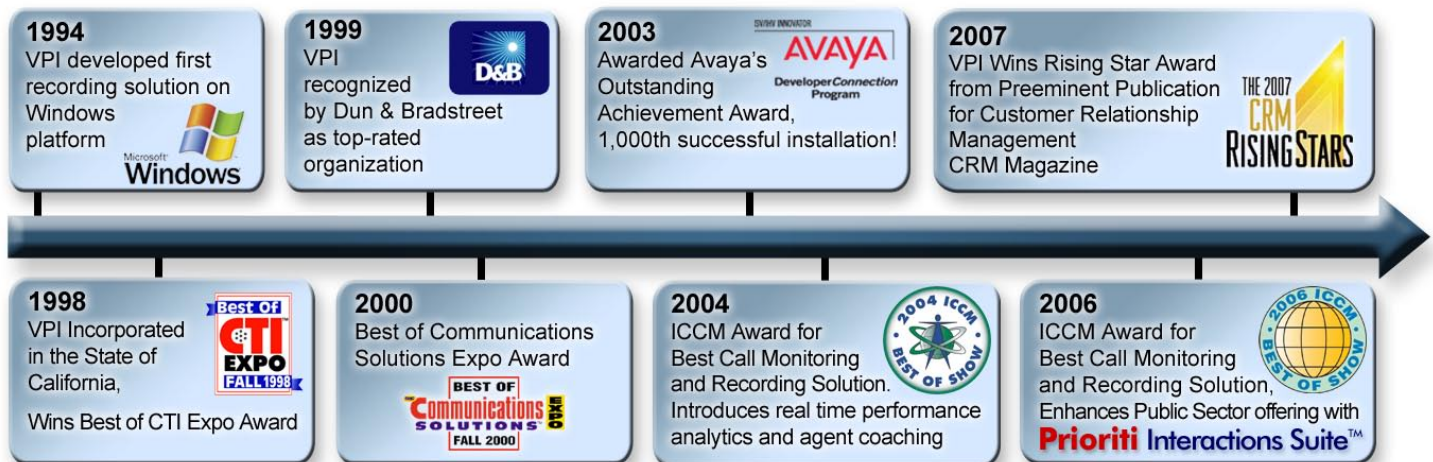 1994
VPI developed first
recording solution on
Windows
platform
Microsoft
Windows
1998
VPI Incorporated
in the State of
California,
Wins Best of CTI Expo Award
Best Of
CTI™
EXPO
FALL 1998
1999
VPI
recognized
by Dun & Bradstreet
as top-rated
organization
D&B
2000
Best of Communications
Solutions Expo Award
BEST OF
THE Communications
SOLUTIONS™
EXPO
FALL 2000
2003
Awarded Avaya's
Outstanding
Achievement Award,
1,000th successful installation!
SV/IHV INNOVATOR
AVAYA
DeveloperConnection
Program
2004
ICCM Award for
Best Call Monitoring
and Recording Solution.
Introduces real time performance
analytics and agent coaching
2004 ICCM
BEST OF SHOW
2006
ICCM Award for
Best Call Monitoring
and Recording Solution,
Enhances Public Sector offering with
Prioriti Interactions Suite™
2006 ICCM
BEST OF SHOW
2007
VPI Wins Rising Star Award
from Preeminent Publication
for Customer Relationship
Management
CRM Magazine
THE 2007
CRM
RISING STARS